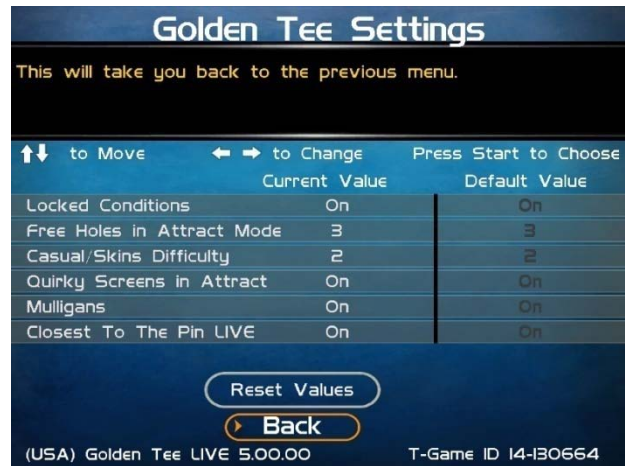 Golden Tee Settings
This will take you back to the previous menu.
to Move to Change Press Start to Choose
Current Value Default Value
Locked Conditions On On
Free Holes in Attract Mode 3 3
Casual/Skins Difficulty 2 2
Quirky Screens in Attract On On
Mulligans On On
Closest To The Pin LIVE On On
Reset Values
Back
(USA) Golden Tee LIVE 5.00.00 T-Game ID 14-130664